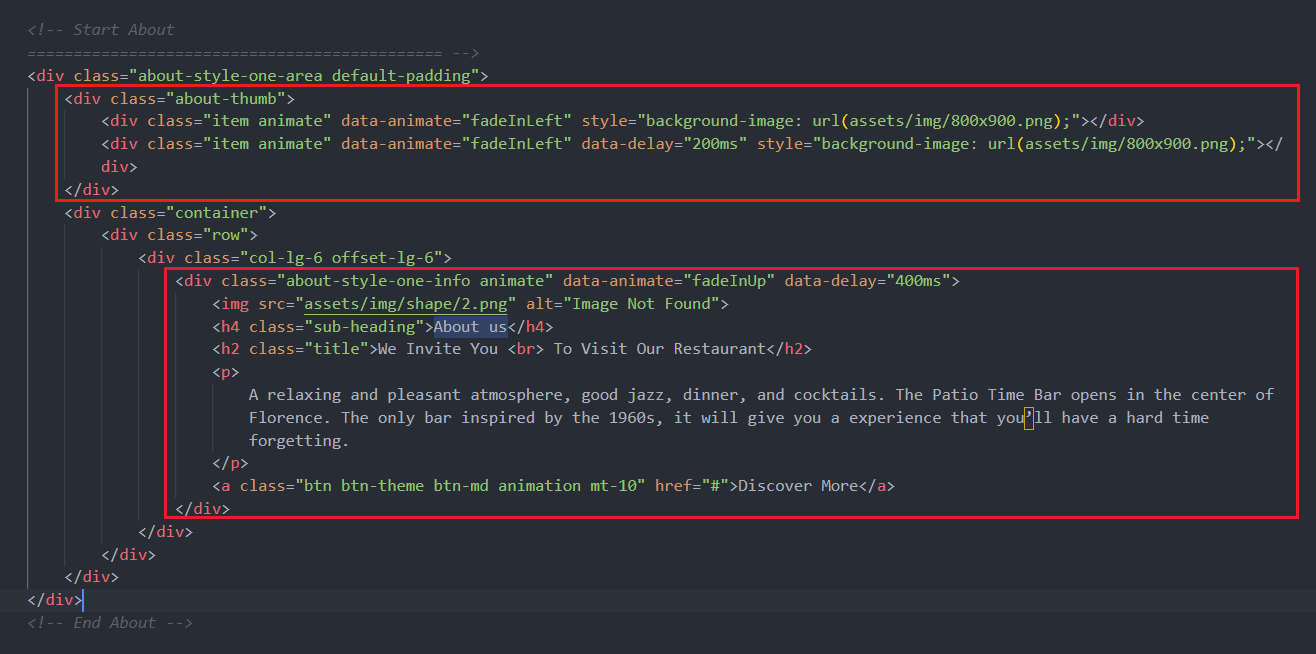 <!-- Start About
============================================= -->
<div class="about-style-one-area default-padding">
<div class="about-thumb">
<div class="item animate" data-animate="fadeInLeft" style="background-image: url(assets/img/800x900.png);"></div>
<div class="item animate" data-animate="fadeInLeft" data-delay="200ms" style="background-image: url(assets/img/800x900.png);"></
div>
</div>
<div class="container">
<div class="row">
<div class="col-lg-6 offset-lg-6">
<div class="about-style-one-info animate" data-animate="fadeInUp" data-delay="400ms">
<img src="assets/img/shape/2.png" alt="Image Not Found">
<h4 class="sub-heading">About us</h4>
<h2 class="title">We Invite You <br> To Visit Our Restaurant</h2>
<p>
A relaxing and pleasant atmosphere, good jazz, dinner, and cocktails. The Patio Time Bar opens in the center of
Florence. The only bar inspired by the 1960s, it will give you a experience that you’ll have a hard time
forgetting.
</p>
<a class="btn btn-theme btn-md animation mt-10" href="#">Discover More</a>
</div>
</div>
</div>
</div>
</div>
<!-- End About -->